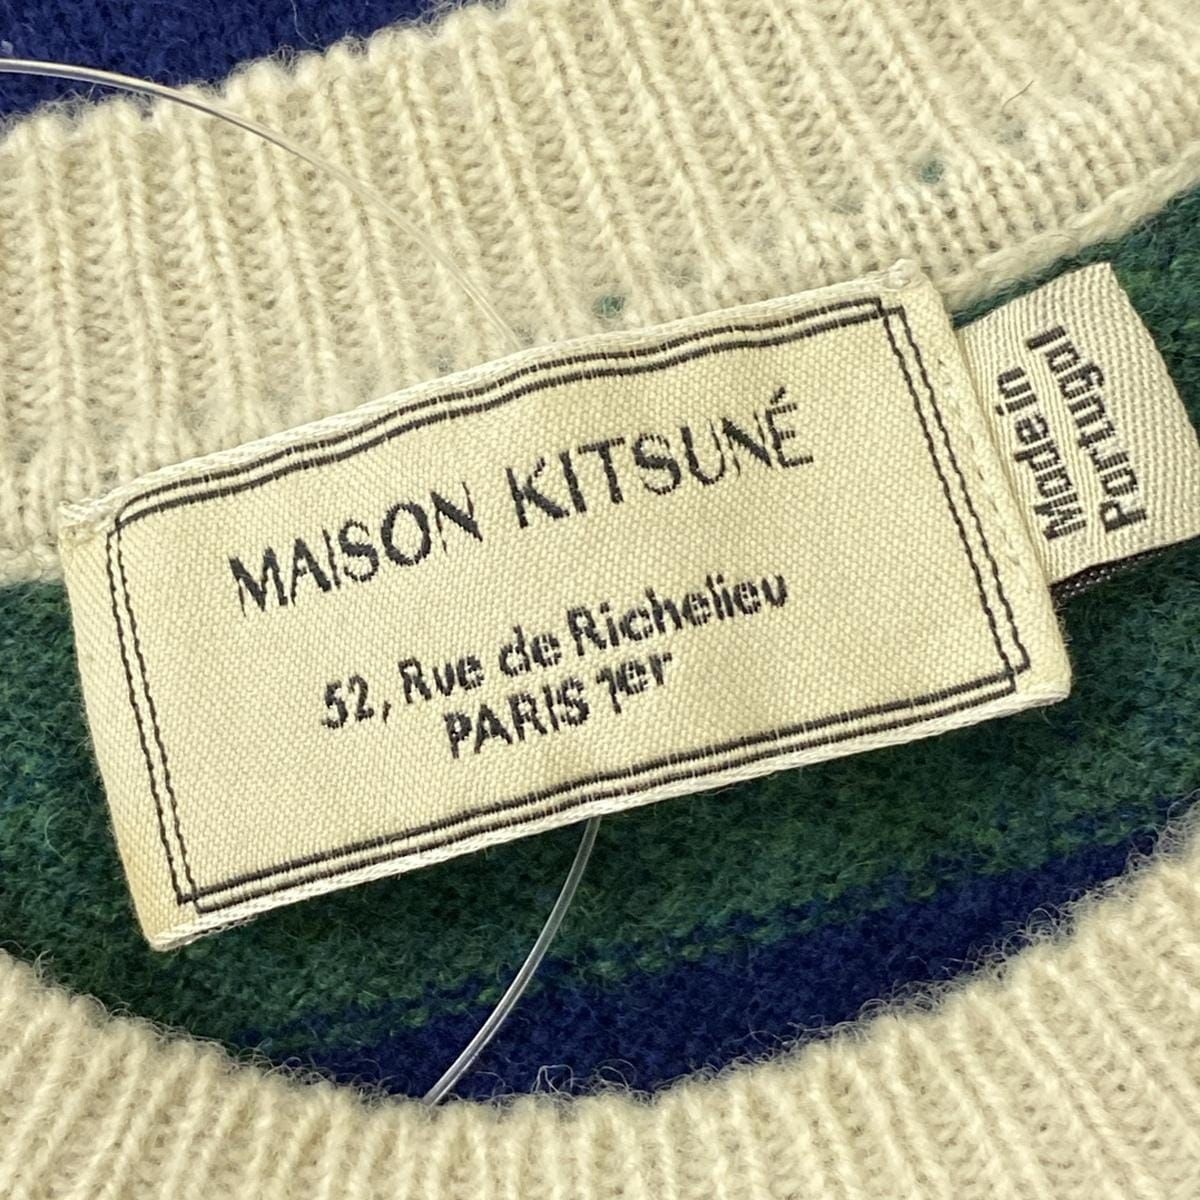 MAISON KITSUNÉ
52, Rue de Richelieu
PARIS 1er
Made in
Portugal